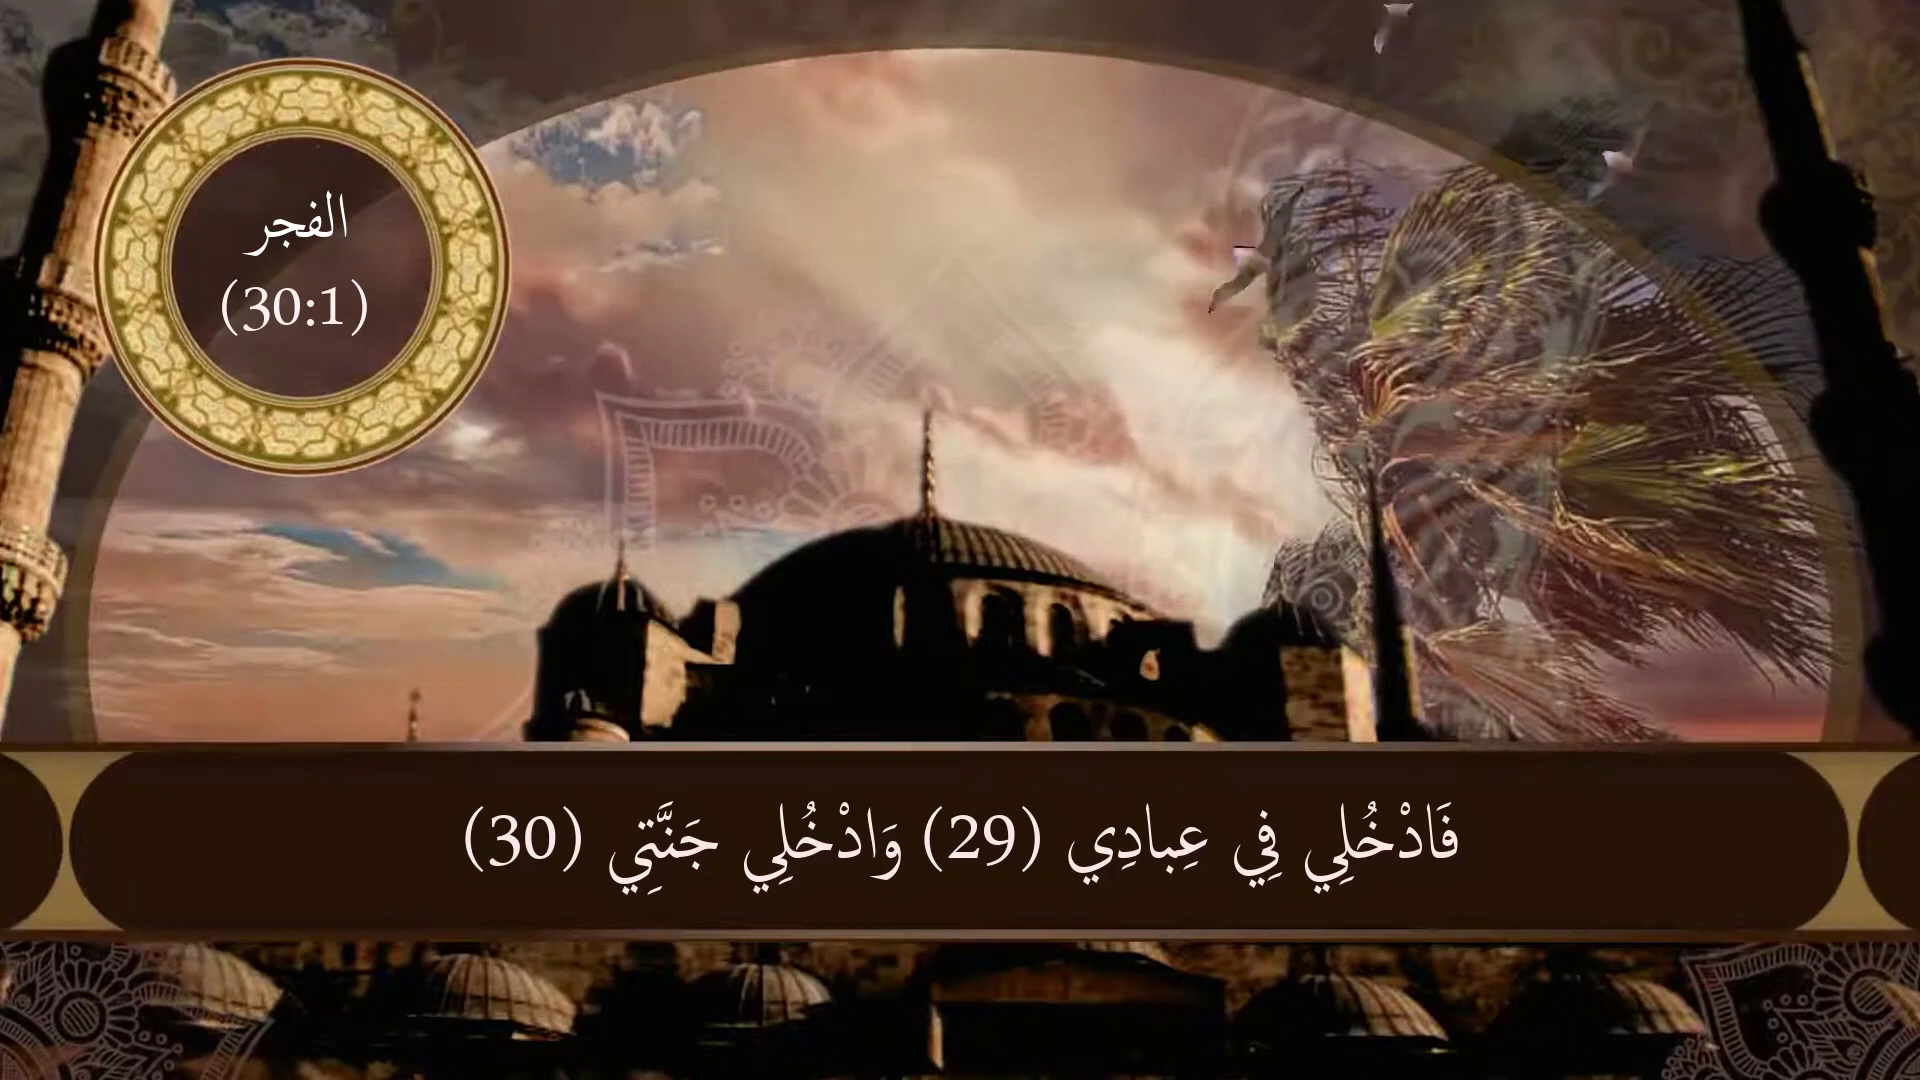 الفجر
(30:1)
فَادْخُلِي فِي عِبادِي (29) وَادْخُلِي جَنَّتِي (30)